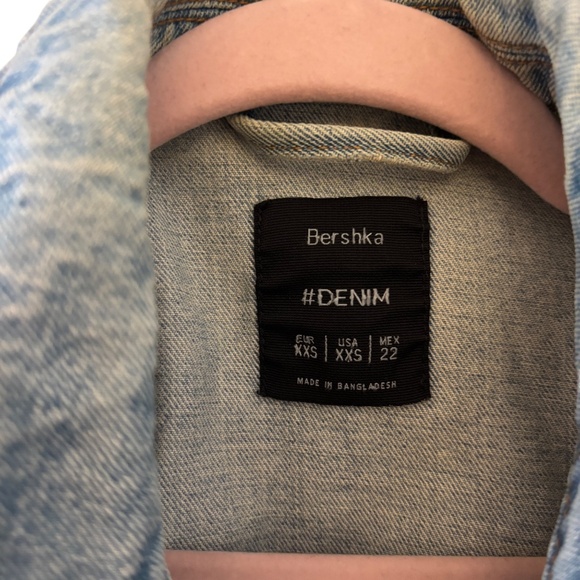 Bershka
#DENIM
EUR | USA | MEX
XXS | XXS | 22
MADE IN BANGLADESH